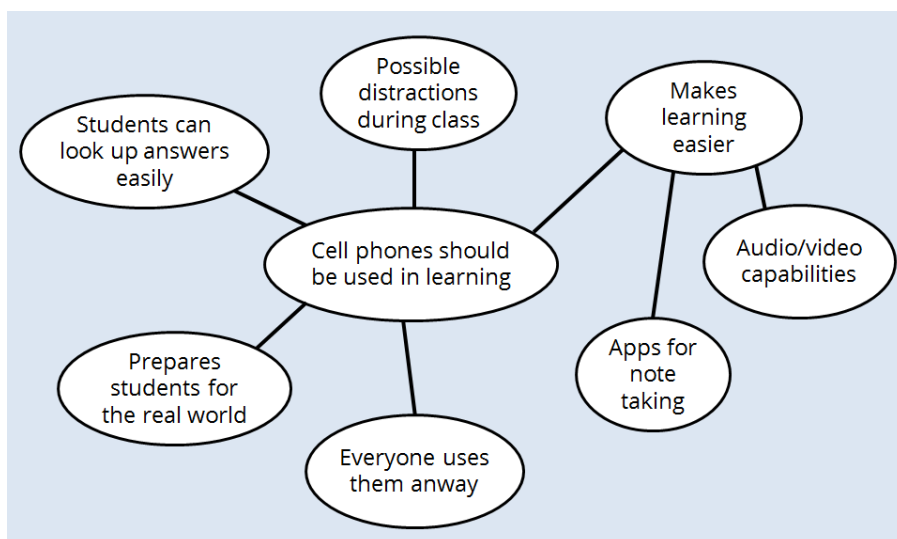 Possible
distractions
during class
Makes
learning
easier
Students can
look up answers
easily
Cell phones should
be used in learning
Audio/video
capabilities
Prepares
students for
the real world
Apps for
note
taking
Everyone uses
them anway